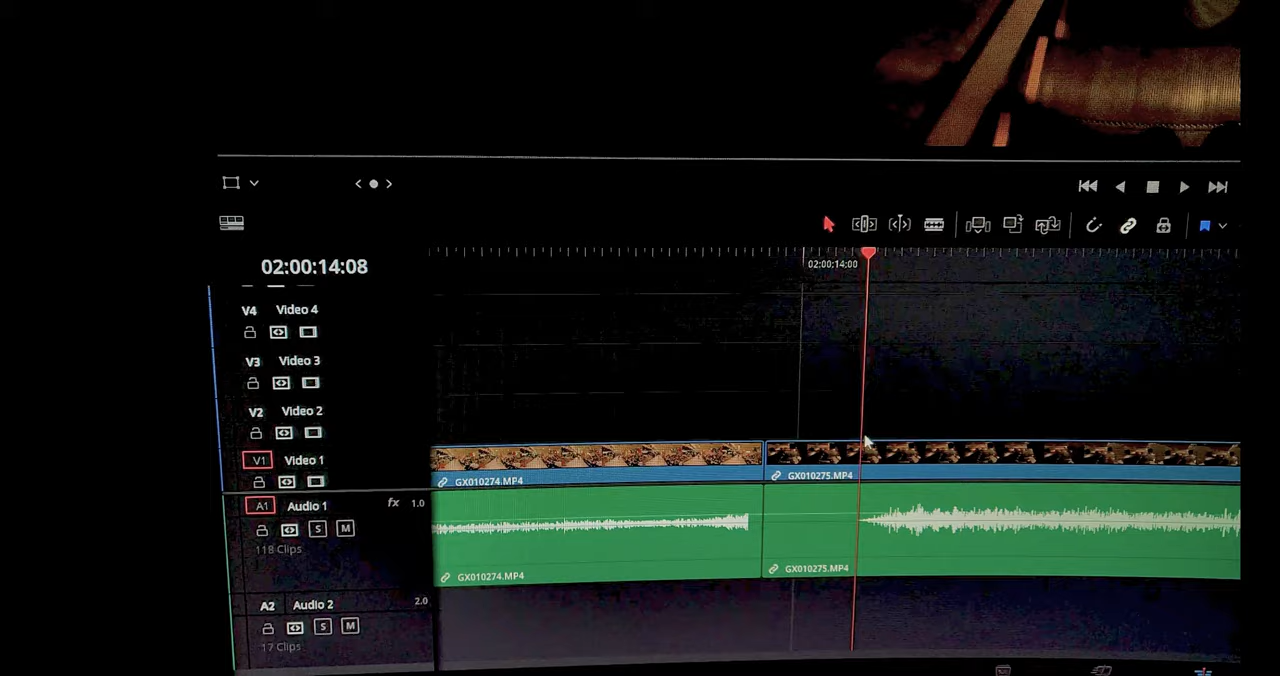 02:00:14:08
02:00:14:00
V4 Video 4
V3 Video 3
V2 Video 2
V1 Video 1
GX010274.MP4
GX010275.MP4
A1 Audio 1 fx 1.0
S M
118 Clips
GX010274.MP4
GX010275.MP4
A2 Audio 2 2.0
S M
17 Clips